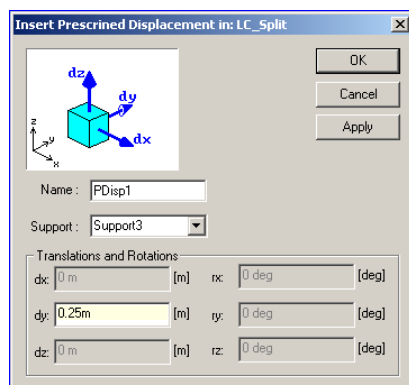 Insert Prescrined Displacement in: LC_Split
dz
dy
dx
z
y
x
OK
Cancel
Apply
Name : PDisp1
Support : Support3
Translations and Rotations
dx: 0 m [m] rx: 0 deg [deg]
dy: 0.25m [m] ry: 0 deg [deg]
dz: 0 m [m] rz: 0 deg [deg]